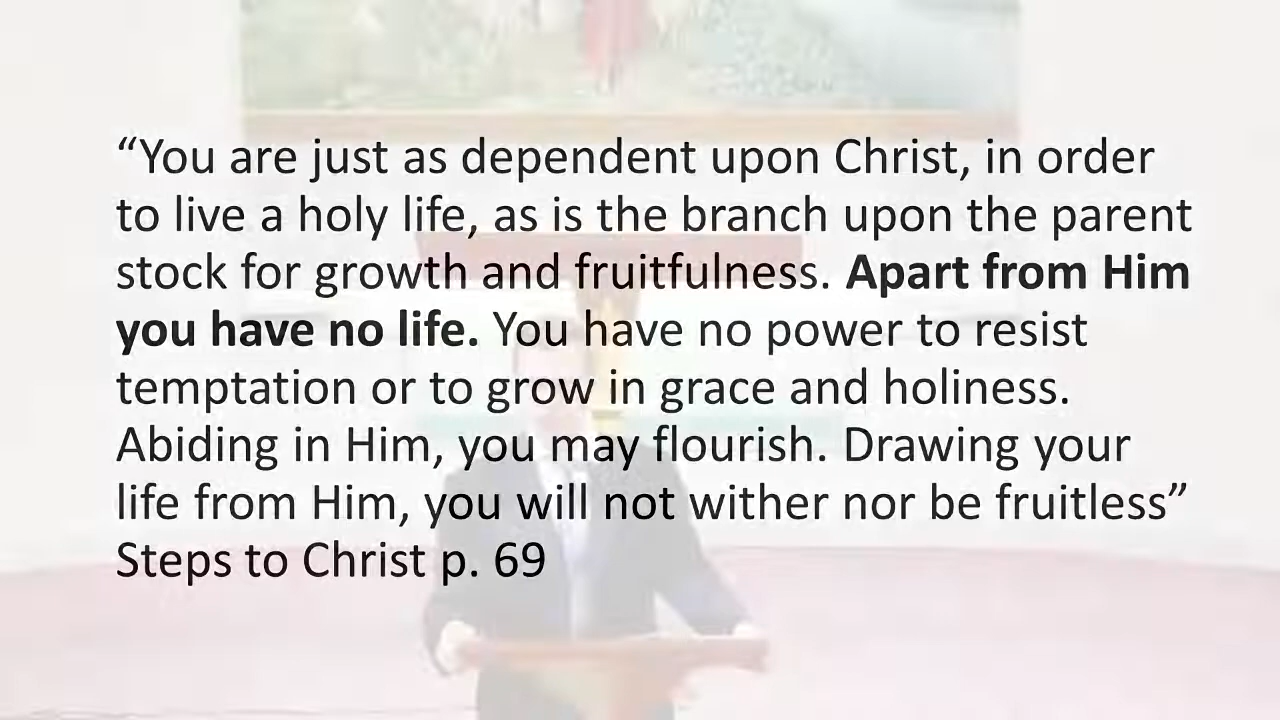 “You are just as dependent upon Christ, in order
to live a holy life, as is the branch upon the parent
stock for growth and fruitfulness. Apart from Him
you have no life. You have no power to resist
temptation or to grow in grace and holiness.
Abiding in Him, you may flourish. Drawing your
life from Him, you will not wither nor be fruitless”
Steps to Christ p. 69